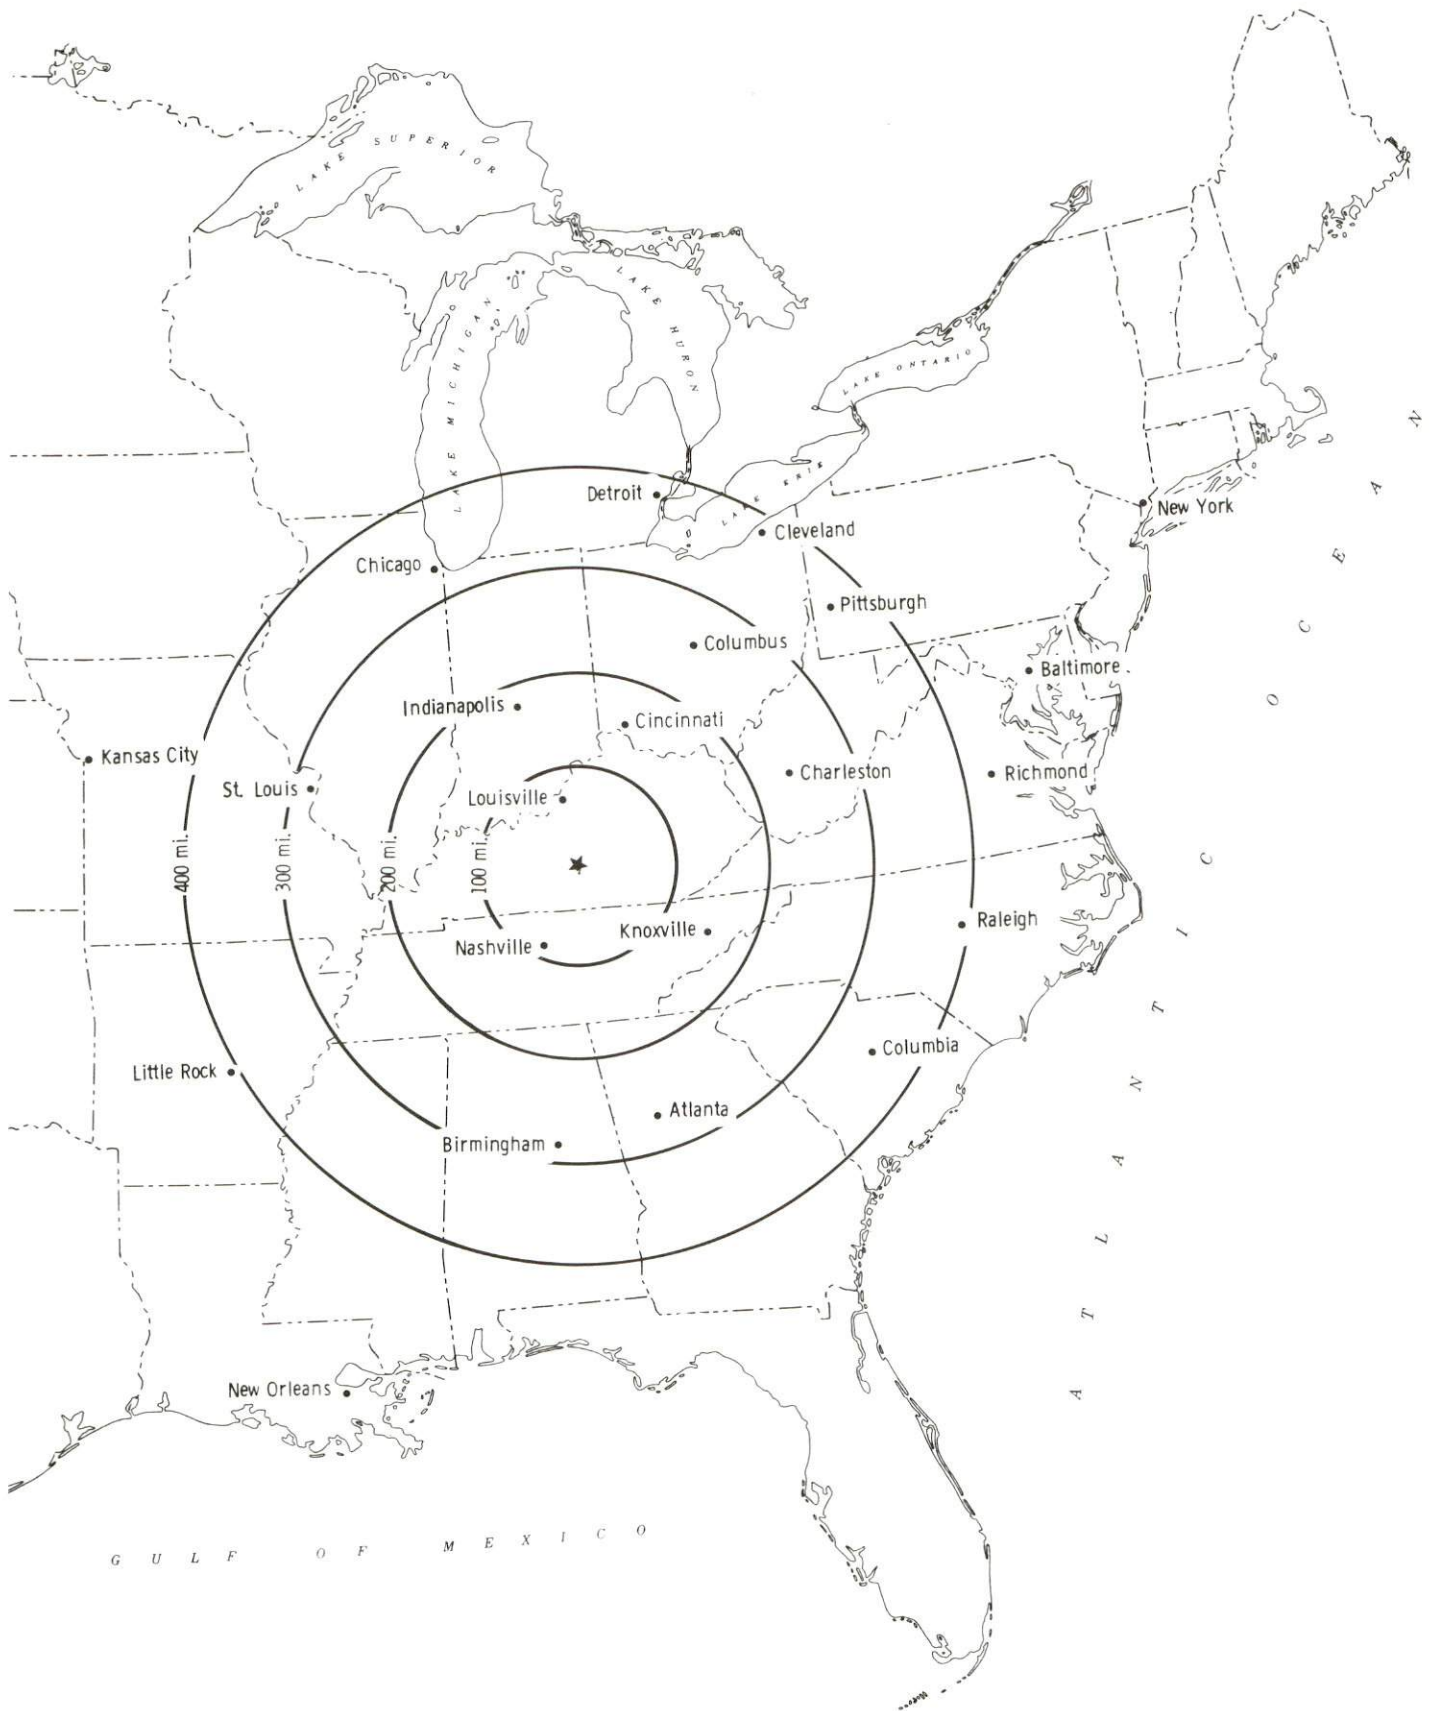 LAKE SUPERIOR
LAKE MICHIGAN
LAKE HURON
LAKE ONTARIO
LAKE ERIE
Detroit
Cleveland
New York
Chicago
Pittsburgh
Columbus
Baltimore
Indianapolis
Cincinnati
Kansas City
St. Louis
Charleston
Richmond
Louisville
400 mi.
300 mi.
200 mi.
100 mi.
Raleigh
Knoxville
Nashville
Columbia
Little Rock
Atlanta
Birmingham
New Orleans
ATLANTIC OCEAN
GULF OF MEXICO